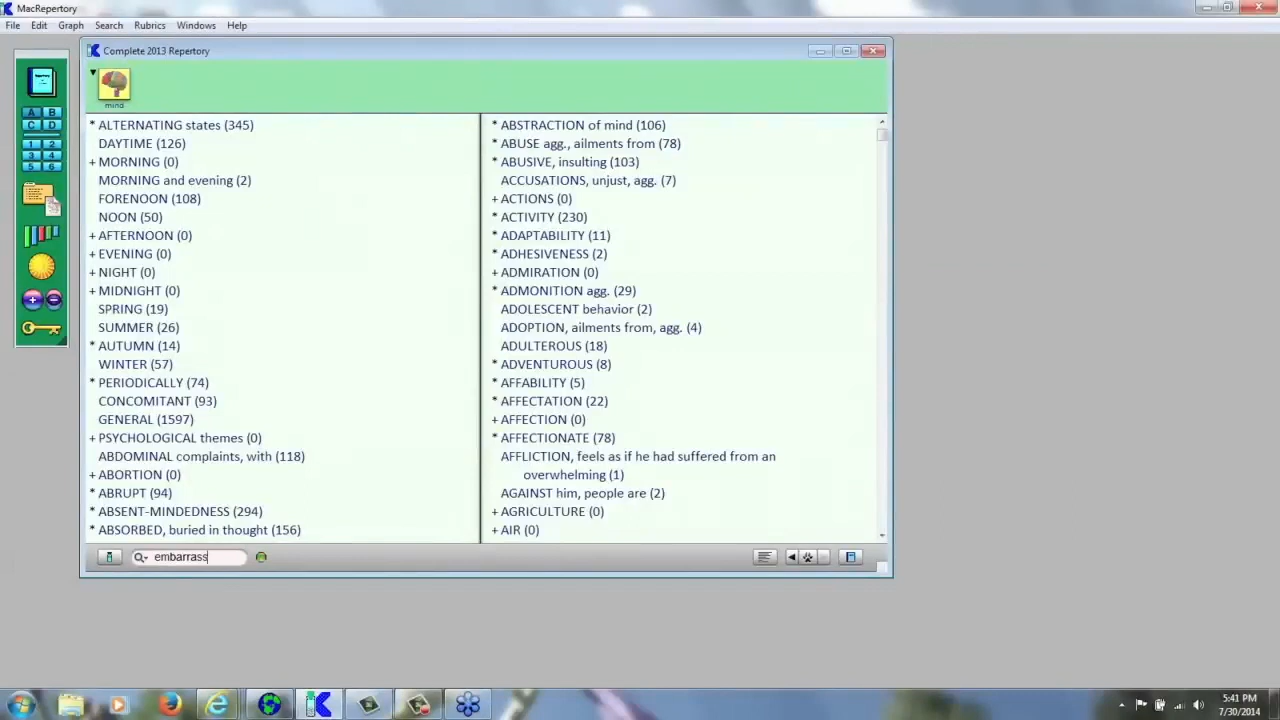 MacRepertory
File Edit Graph Search Rubrics Windows Help
Complete 2013 Repertory
mind
* ALTERNATING states (345)
DAYTIME (126)
+ MORNING (0)
MORNING and evening (2)
FORENOON (108)
NOON (50)
+ AFTERNOON (0)
+ EVENING (0)
+ NIGHT (0)
+ MIDNIGHT (0)
SPRING (19)
SUMMER (26)
* AUTUMN (14)
WINTER (57)
* PERIODICALLY (74)
CONCOMITANT (93)
GENERAL (1597)
+ PSYCHOLOGICAL themes (0)
ABDOMINAL complaints, with (118)
+ ABORTION (0)
* ABRUPT (94)
* ABSENT-MINDEDNESS (294)
* ABSORBED, buried in thought (156)
* ABSTRACTION of mind (106)
* ABUSE agg., ailments from (78)
* ABUSIVE, insulting (103)
ACCUSATIONS, unjust, agg. (7)
+ ACTIONS (0)
* ACTIVITY (230)
* ADAPTABILITY (11)
* ADHESIVENESS (2)
+ ADMIRATION (0)
* ADMONITION agg. (29)
ADOLESCENT behavior (2)
ADOPTION, ailments from, agg. (4)
ADULTEROUS (18)
* ADVENTUROUS (8)
* AFFABILITY (5)
* AFFECTATION (22)
+ AFFECTION (0)
* AFFECTIONATE (78)
AFFLICTION, feels as if he had suffered from an
overwhelming (1)
AGAINST him, people are (2)
+ AGRICULTURE (0)
+ AIR (0)
embarrass
A B
C D
1 2
3 4
5 6
5:41 PM
7/30/2014